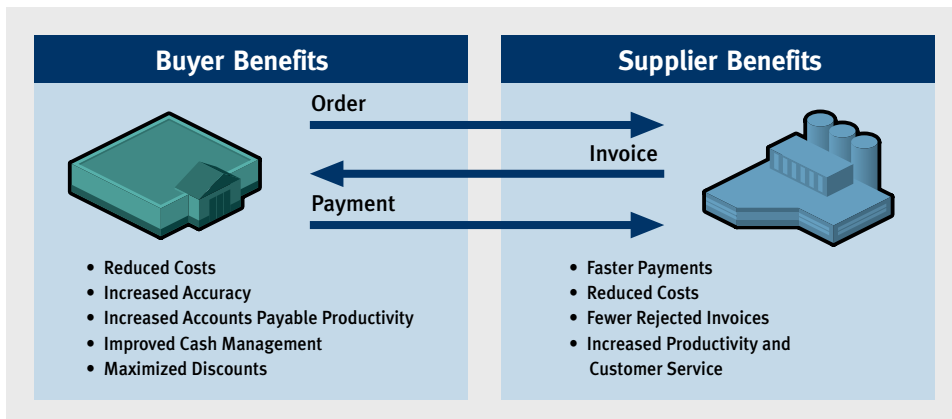 Buyer Benefits
Supplier Benefits
Order
Invoice
Payment
• Reduced Costs
• Increased Accuracy
• Increased Accounts Payable Productivity
• Improved Cash Management
• Maximized Discounts
• Faster Payments
• Reduced Costs
• Fewer Rejected Invoices
• Increased Productivity and
Customer Service